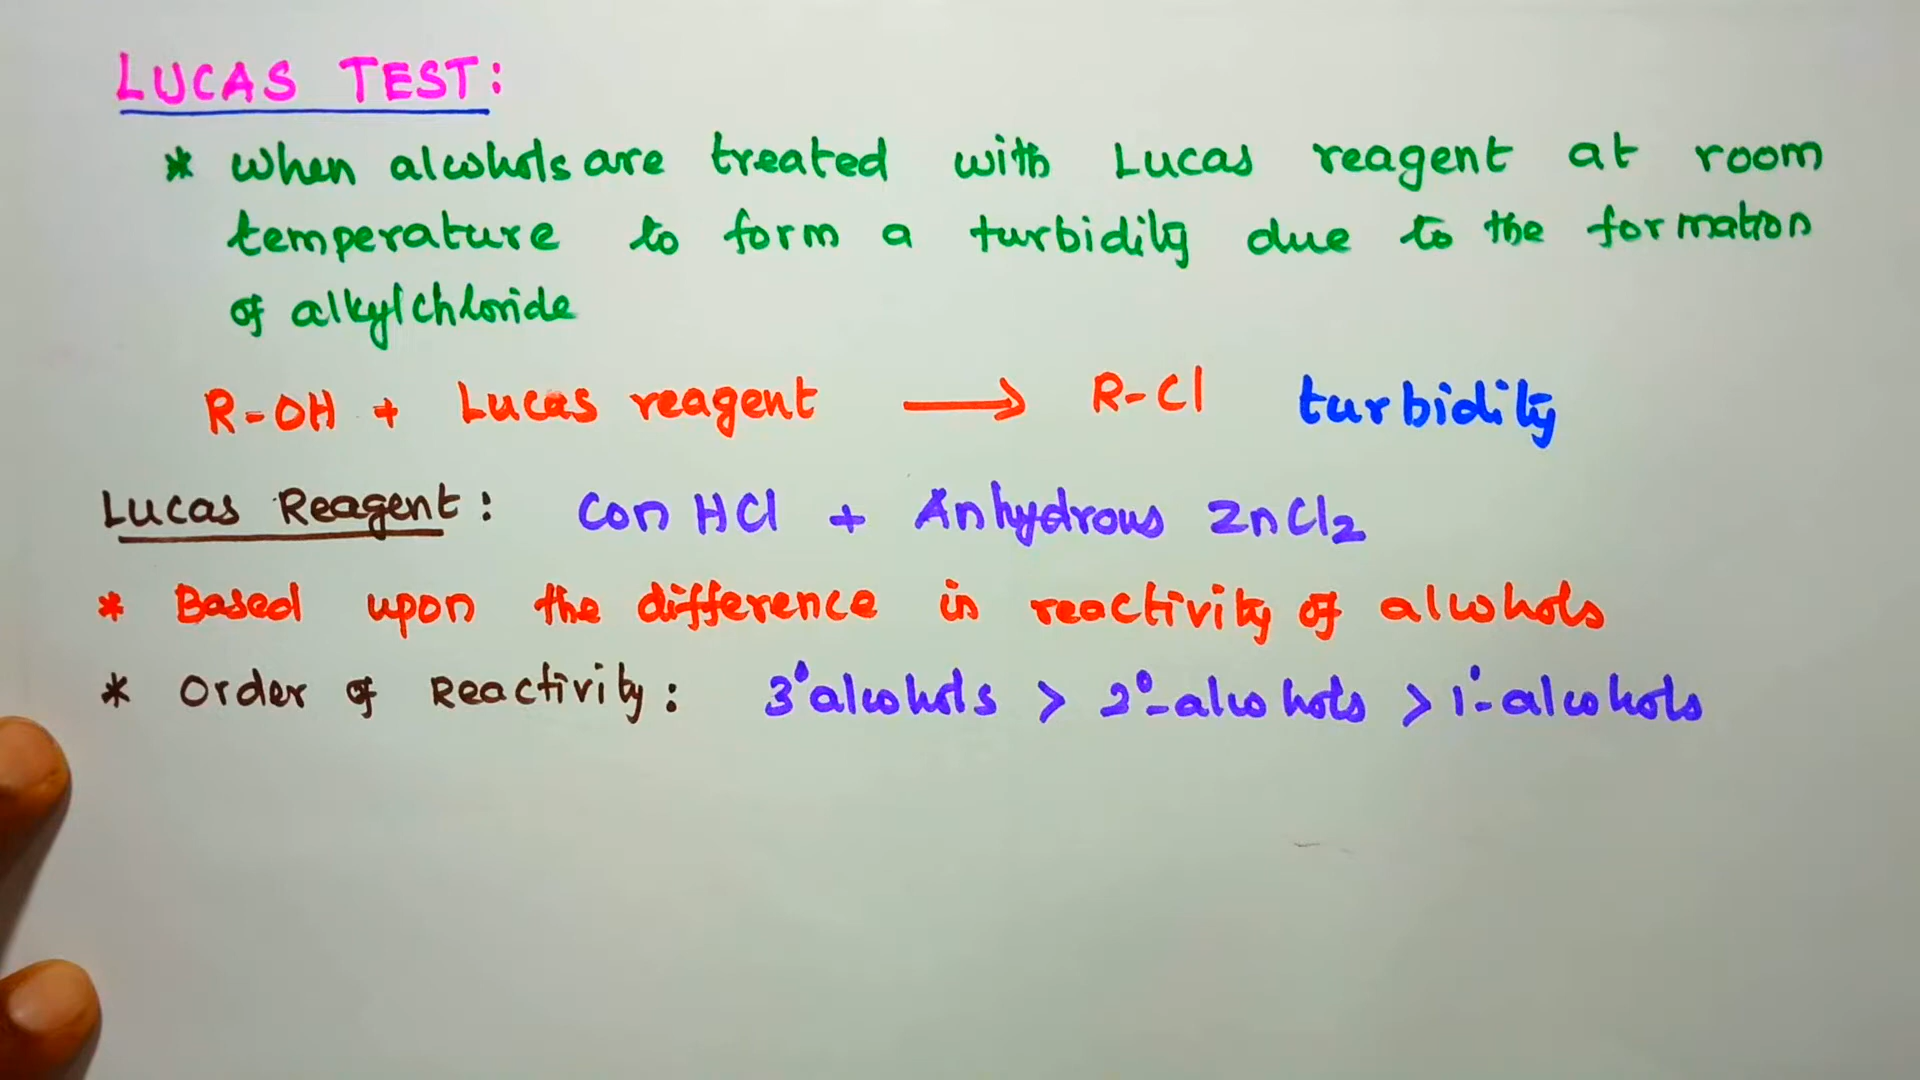 LUCAS TEST:
* When alcohols are treated with Lucas reagent at room
temperature to form a turbidity due to the formation
of alkylchloride
R-OH + Lucas reagent → R-Cl turbidity
Lucas Reagent: Con HCl + Anhydrous ZnCl2
* Based upon the difference in reactivity of alcohols
* Order of Reactivity: 3° alcohols > 2°-alcohols > 1°-alcohols